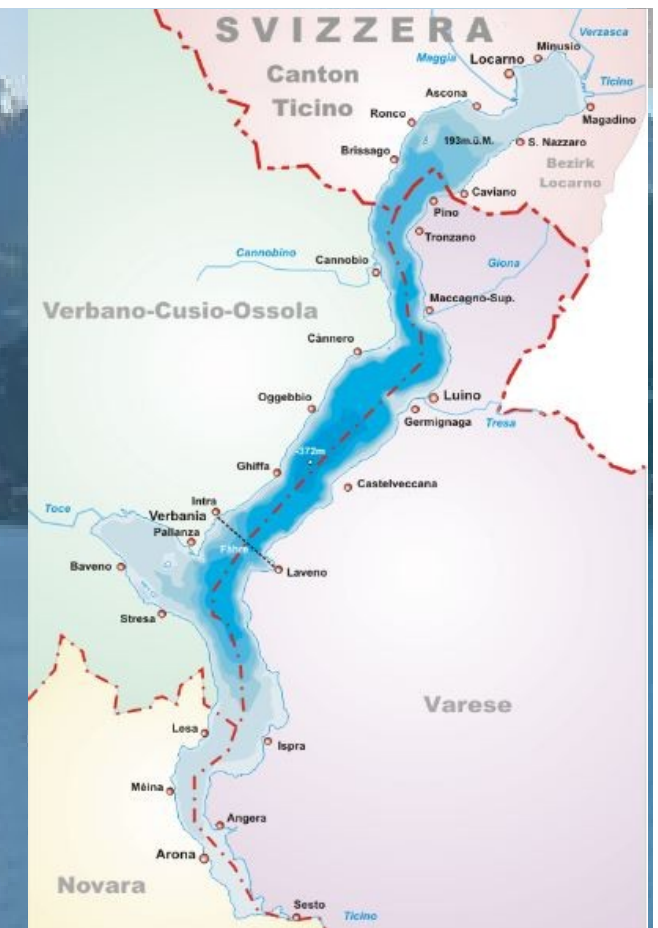 SVIZZERA
Verzasca
Minusio
Maggia
Locarno
Canton
Ticino
Ticino
Ascona
Magadino
Ronco
193m.ü.M.
S. Nazzaro
Brissago
Bezirk
Locarno
Caviano
Pino
Tronzano
Cannobino
Cannobio
Giona
Maccagno-Sup.
Verbano-Cusio-Ossola
Cànnero
Oggebbio
Luino
Germignaga
Tresa
-372m
Ghiffa
Castelveccana
Intra
Toce
Verbania
Pallanza
Fähre
Baveno
Laveno
Stresa
Varese
Lesa
Ispra
Méina
Angera
Arona
Novara
Sesto
Ticino